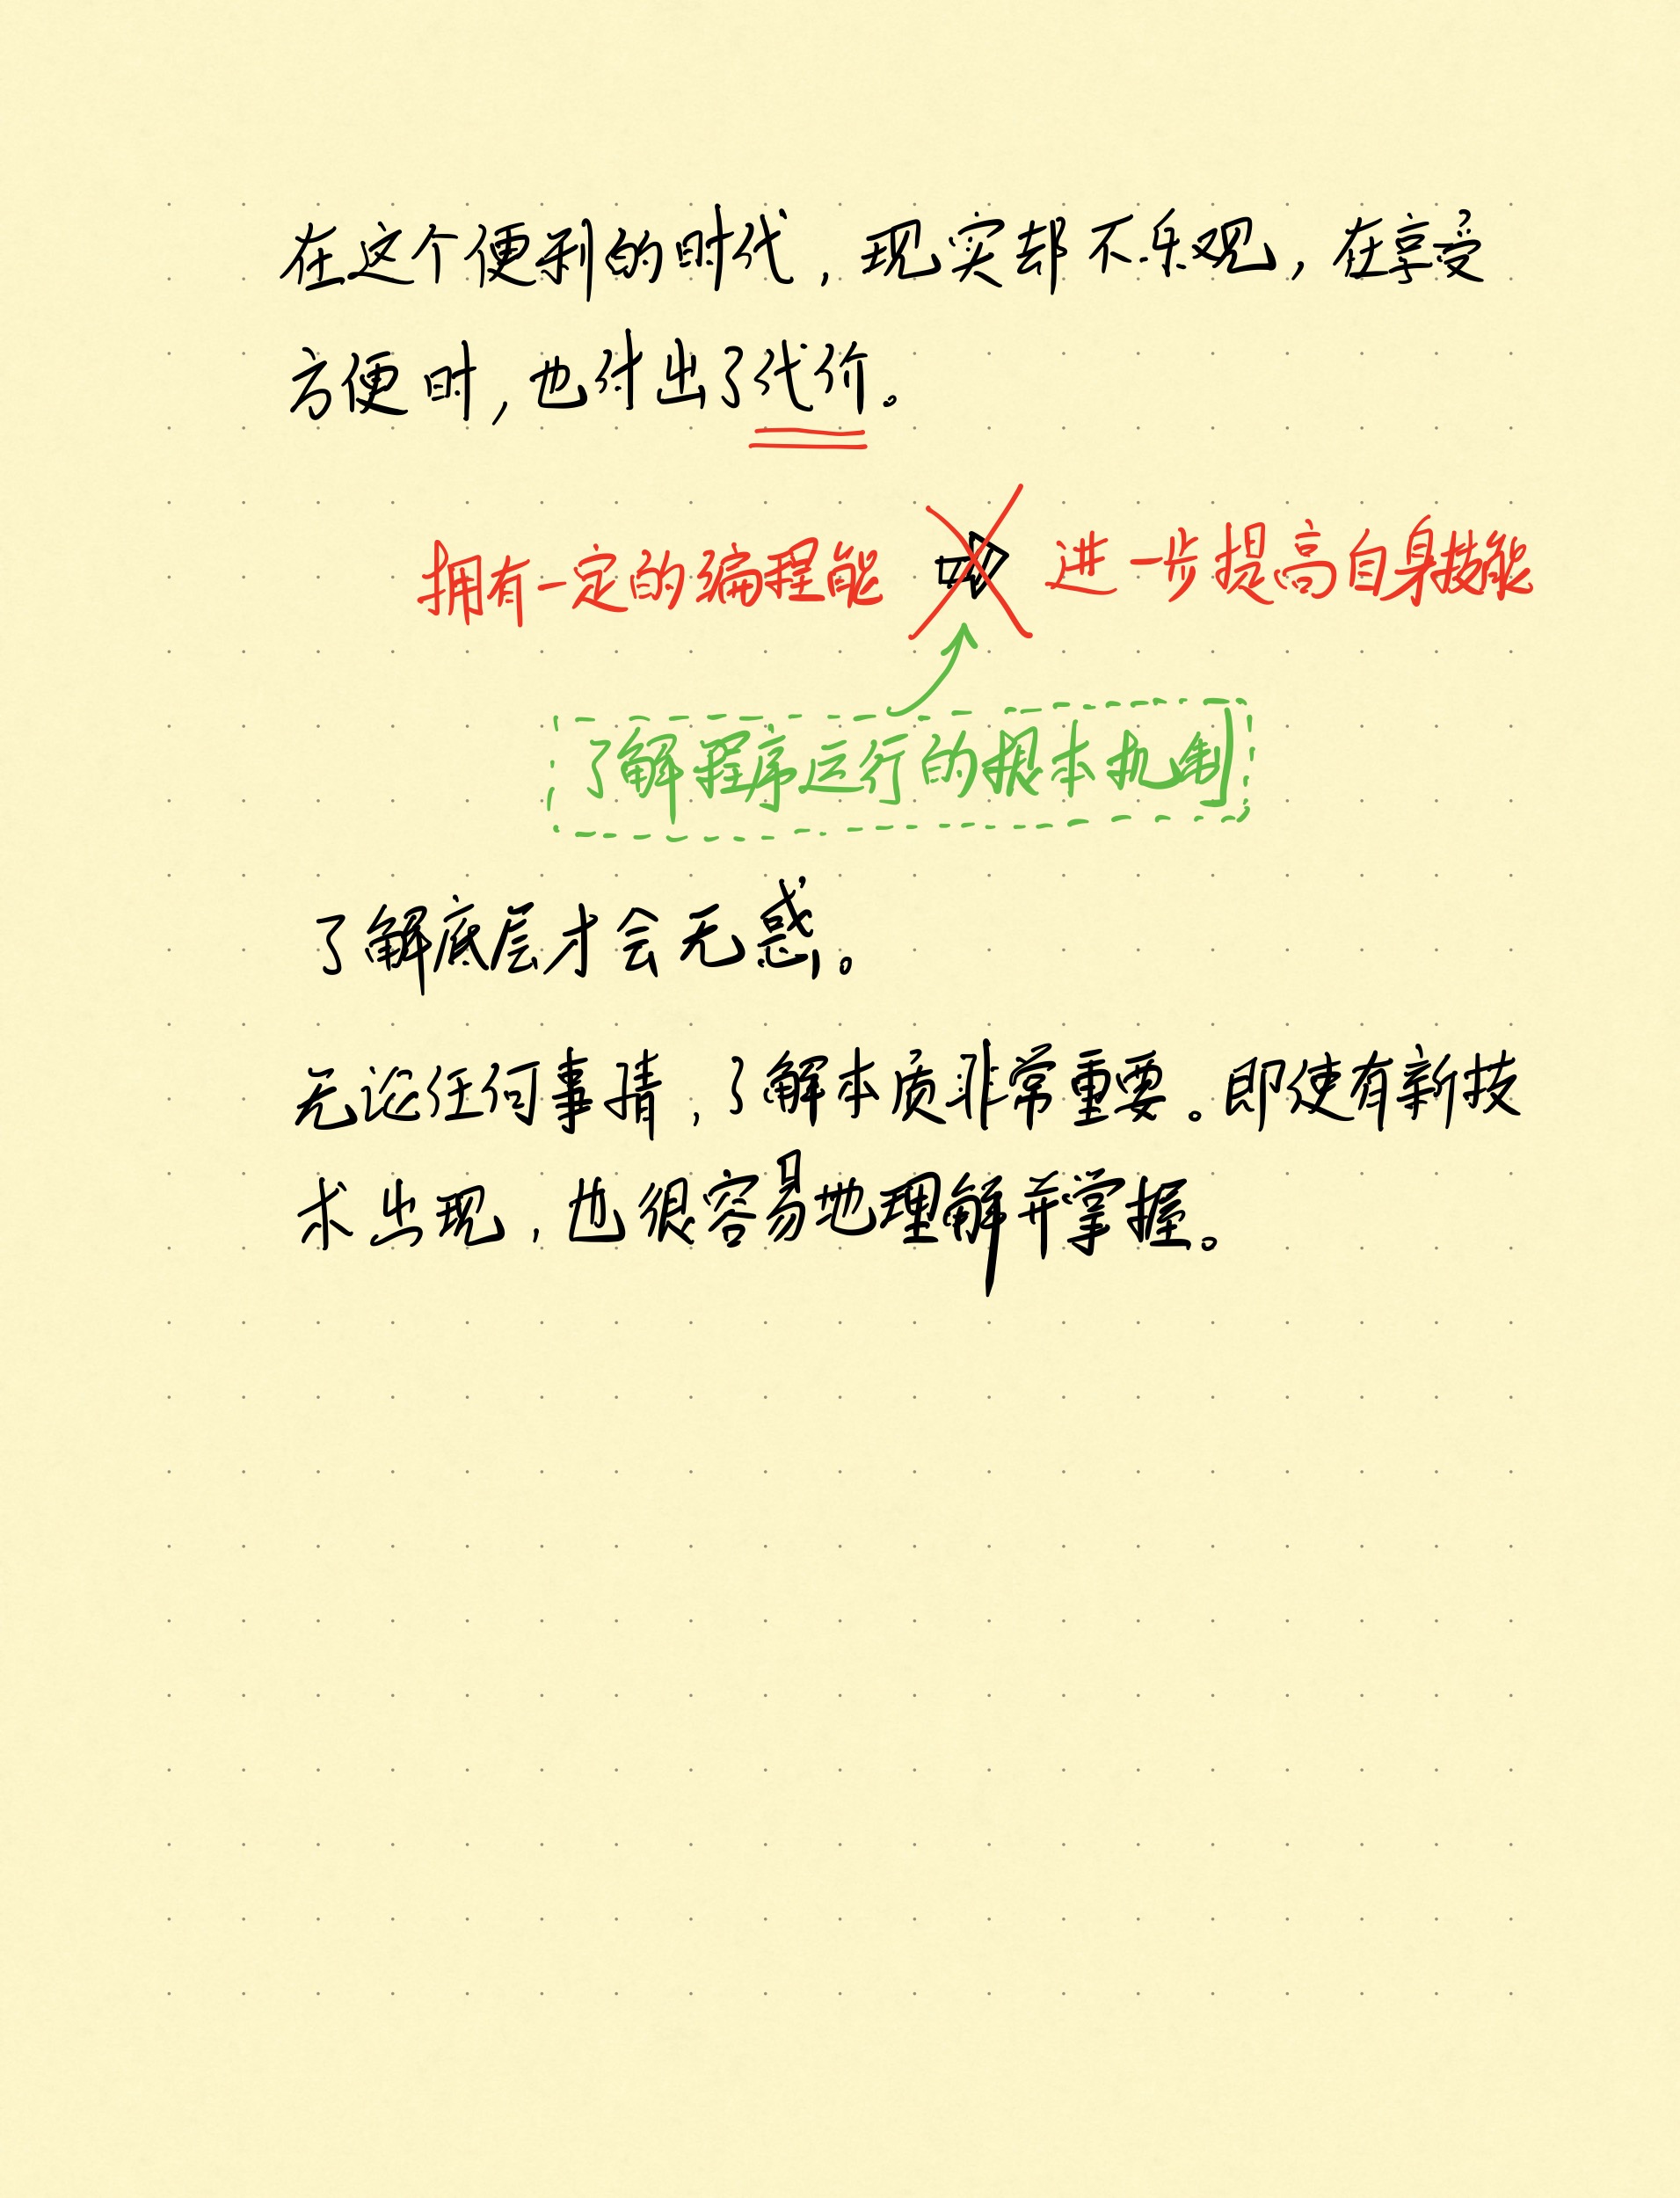 在这个便利的时代，现实却不乐观，在享受
方便时，也付出了代价。
拥有一定的编程能 进一步提高自身技能
了解程序运行的根本机制
了解底层才会无惑。
无论任何事情，了解本质非常重要。即使有新技
术出现，也很容易地理解并掌握。